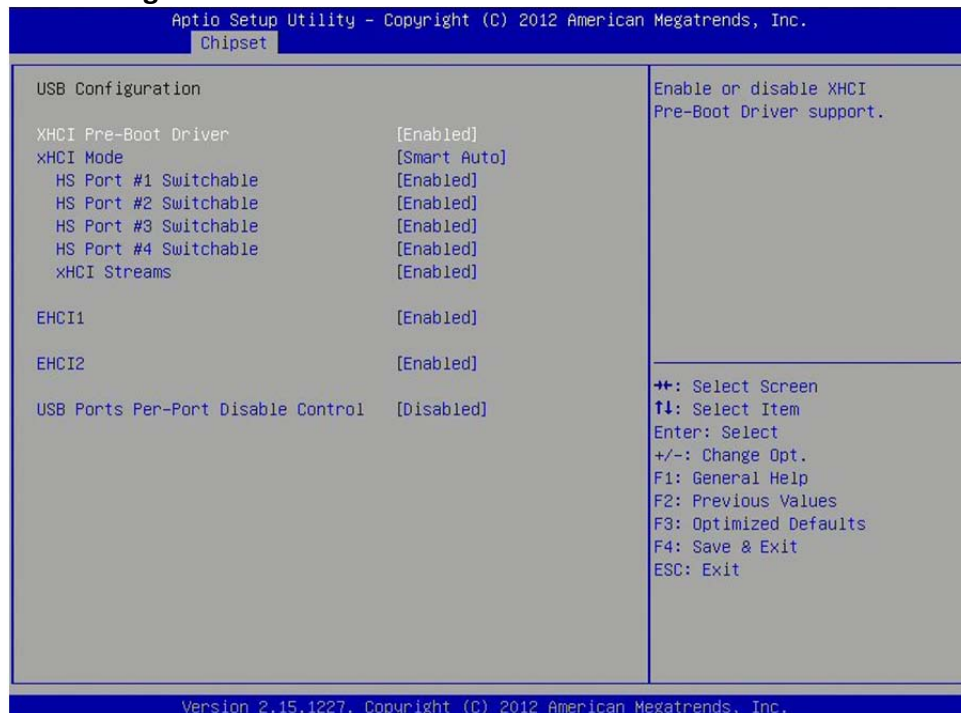 Aptio Setup Utility – Copyright (C) 2012 American Megatrends, Inc.
Chipset
USB Configuration
XHCI Pre-Boot Driver [Enabled]
xHCI Mode [Smart Auto]
HS Port #1 Switchable [Enabled]
HS Port #2 Switchable [Enabled]
HS Port #3 Switchable [Enabled]
HS Port #4 Switchable [Enabled]
xHCI Streams [Enabled]
EHCI1 [Enabled]
EHCI2 [Enabled]
USB Ports Per-Port Disable Control [Disabled]
Enable or disable XHCI
Pre-Boot Driver support.
→←: Select Screen
↑↓: Select Item
Enter: Select
+/-: Change Opt.
F1: General Help
F2: Previous Values
F3: Optimized Defaults
F4: Save & Exit
ESC: Exit
Version 2.15.1227. Copyright (C) 2012 American Megatrends, Inc.